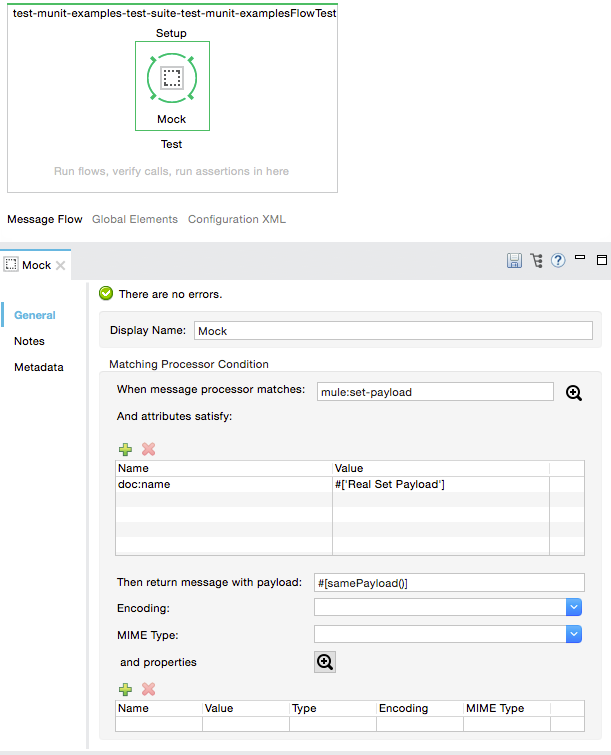 test-munit-examples-test-suite-test-munit-examplesFlowTest
Setup
Mock
Test
Run flows, verify calls, run assertions in here
Message Flow Global Elements Configuration XML
Mock
There are no errors.
General
Notes
Metadata
Display Name: Mock
Matching Processor Condition
When message processor matches: mule:set-payload
And attributes satisfy:
Name Value
doc:name #['Real Set Payload']
Then return message with payload: #[samePayload()]
Encoding:
MIME Type:
and properties
Name Value Type Encoding MIME Type